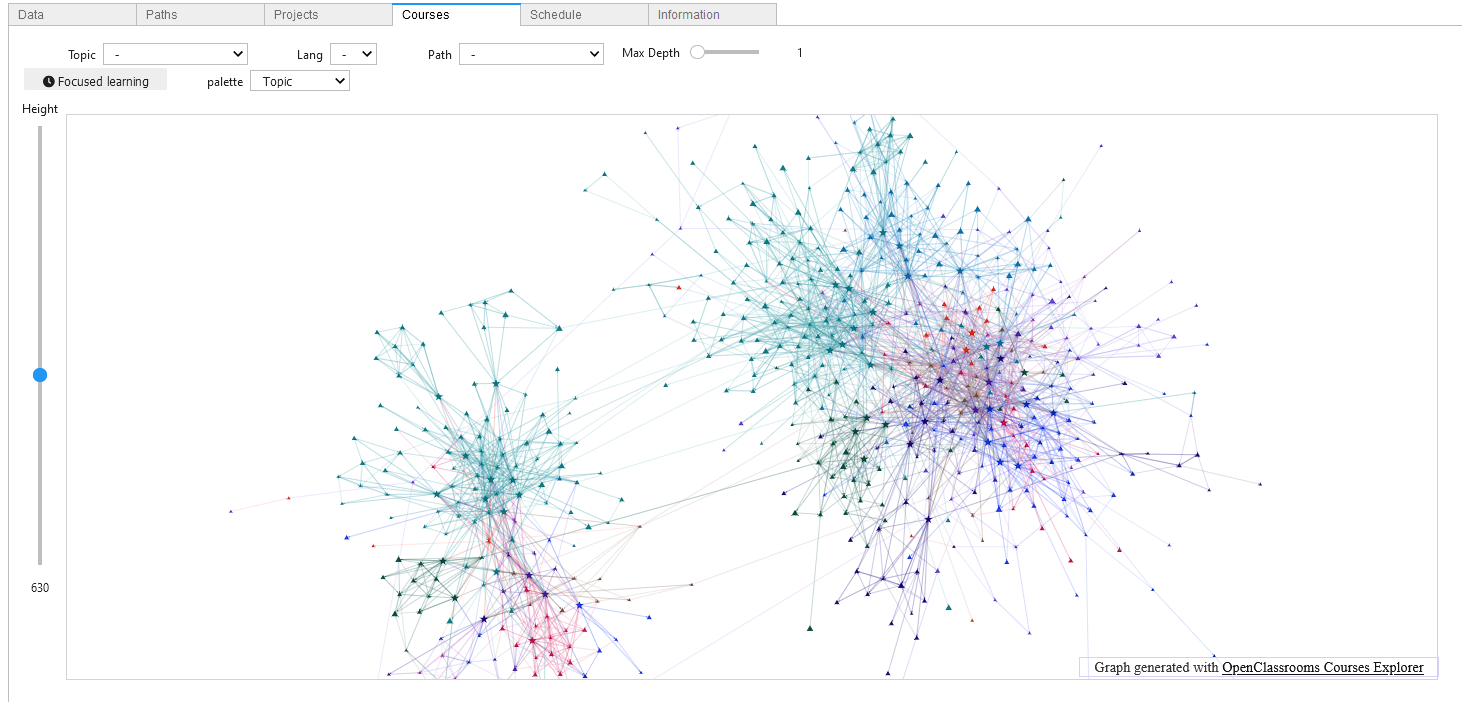 Data Paths Projects Courses Schedule Information
Topic - Lang - Path - Max Depth 1
Focused learning palette Topic
Height
630
Graph generated with OpenClassrooms Courses Explorer